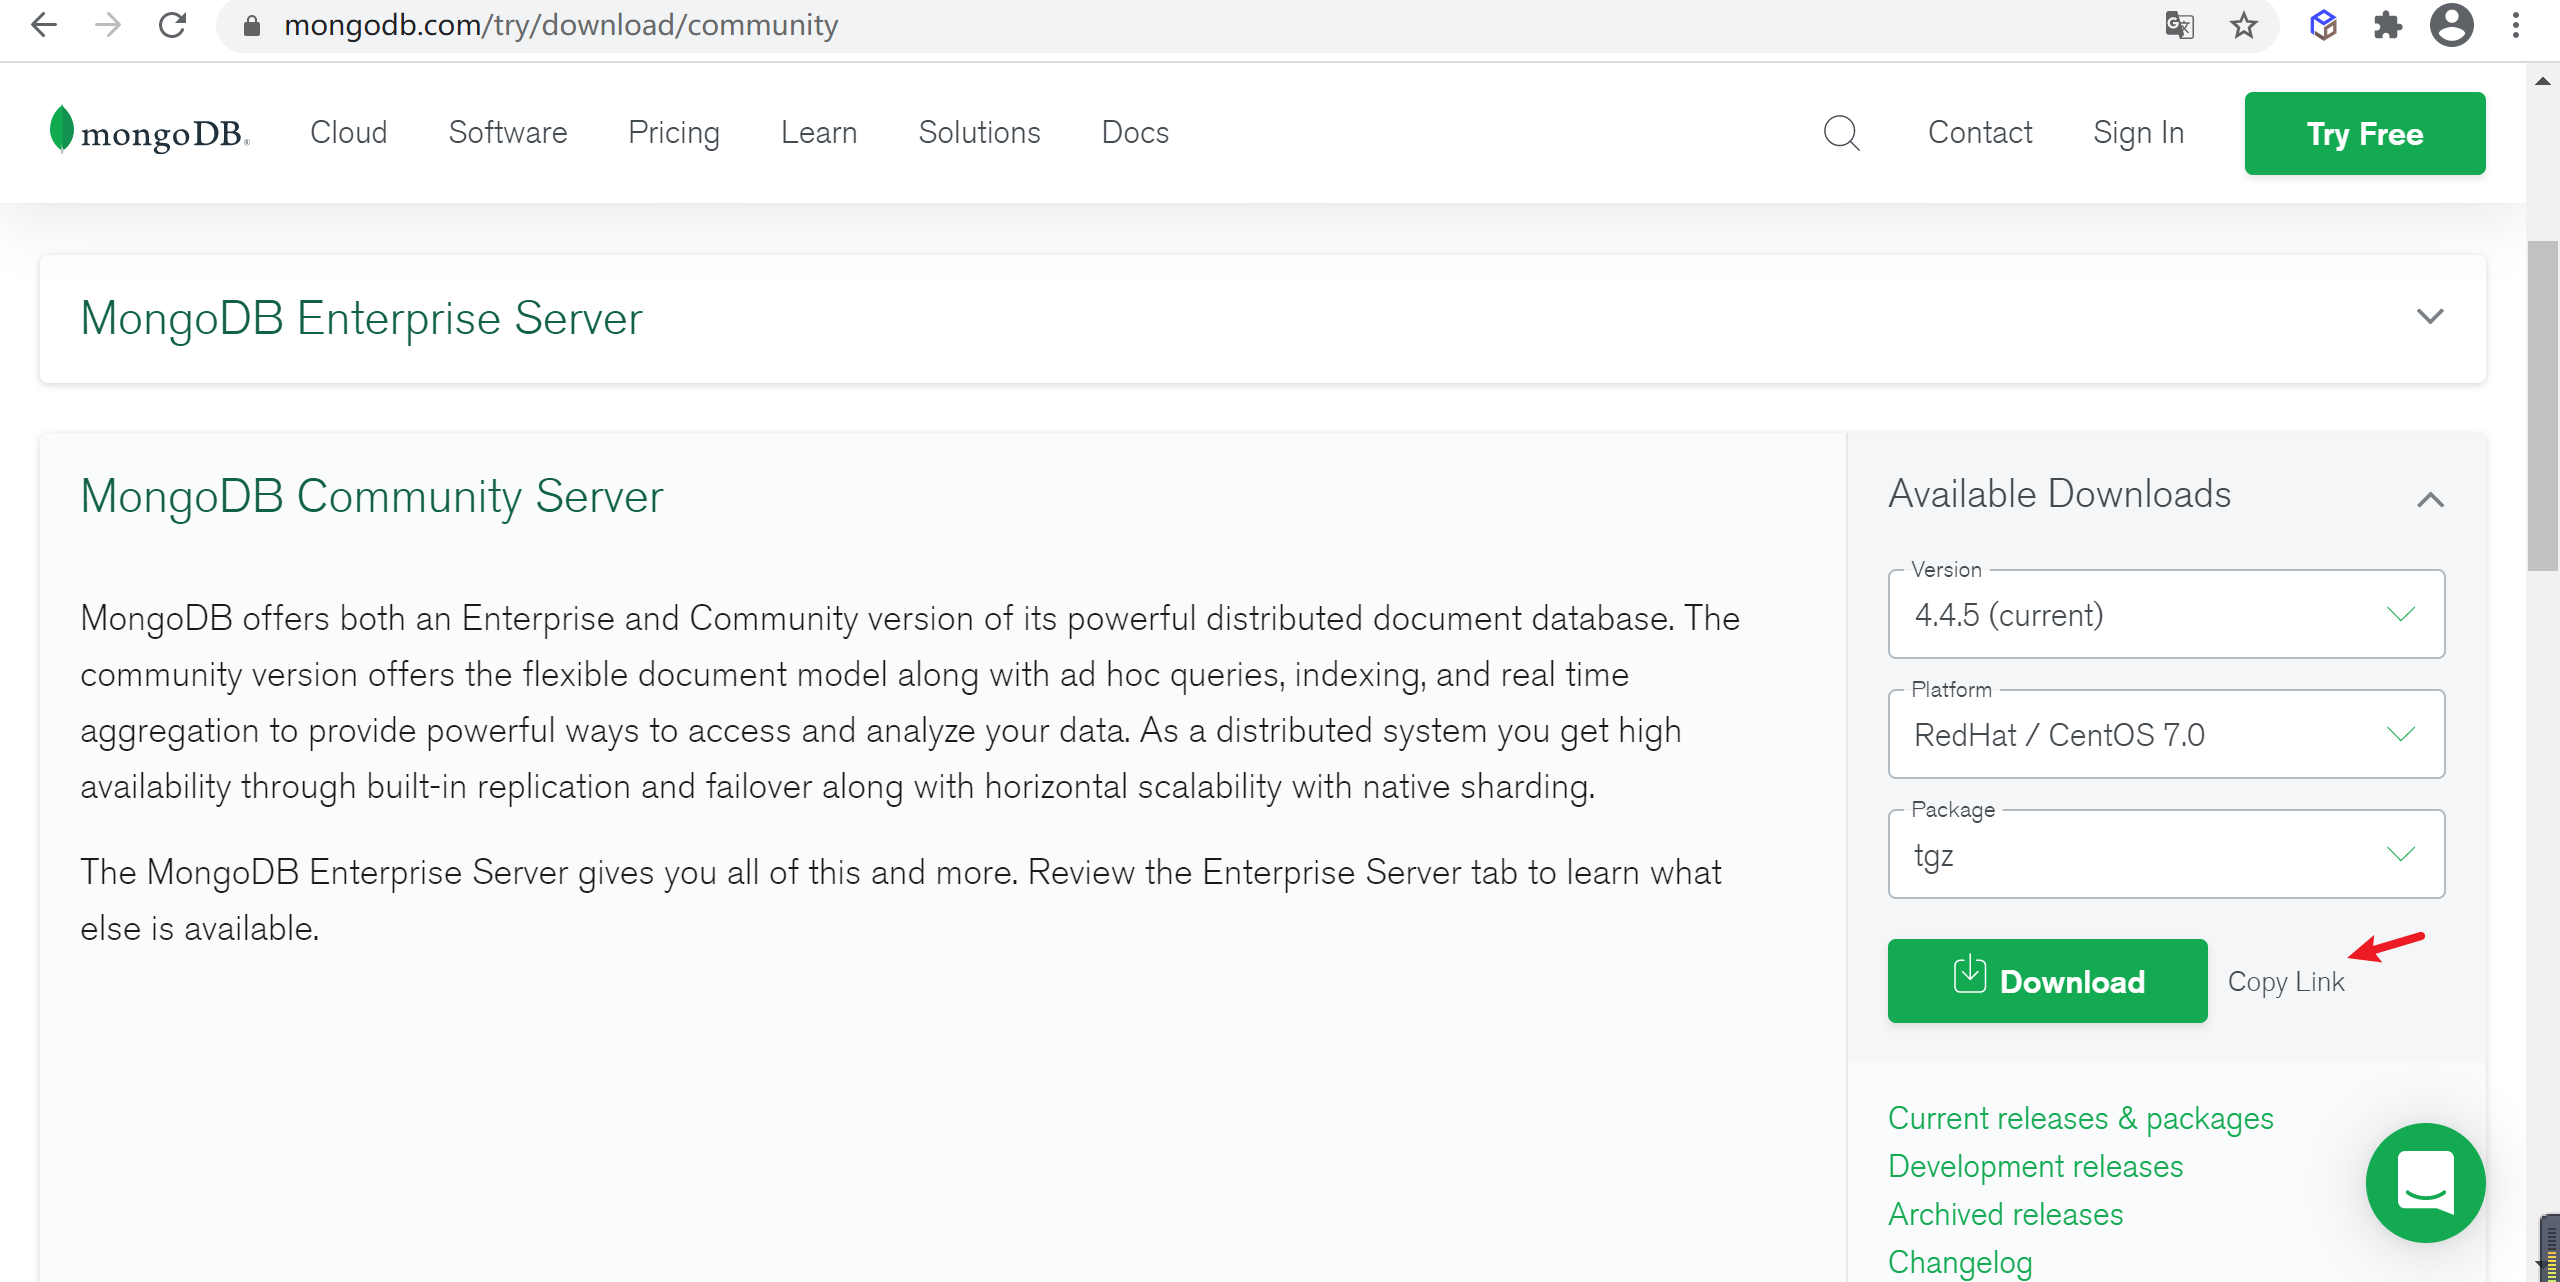 mongodb.com/try/download/community
mongoDB®
Cloud
Software
Pricing
Learn
Solutions
Docs
Contact
Sign In
Try Free
MongoDB Enterprise Server
MongoDB Community Server
MongoDB offers both an Enterprise and Community version of its powerful distributed document database. The
community version offers the flexible document model along with ad hoc queries, indexing, and real time
aggregation to provide powerful ways to access and analyze your data. As a distributed system you get high
availability through built-in replication and failover along with horizontal scalability with native sharding.
The MongoDB Enterprise Server gives you all of this and more. Review the Enterprise Server tab to learn what
else is available.
Available Downloads
Version
4.4.5 (current)
Platform
RedHat / CentOS 7.0
Package
tgz
Download
Copy Link
Current releases & packages
Development releases
Archived releases
Changelog